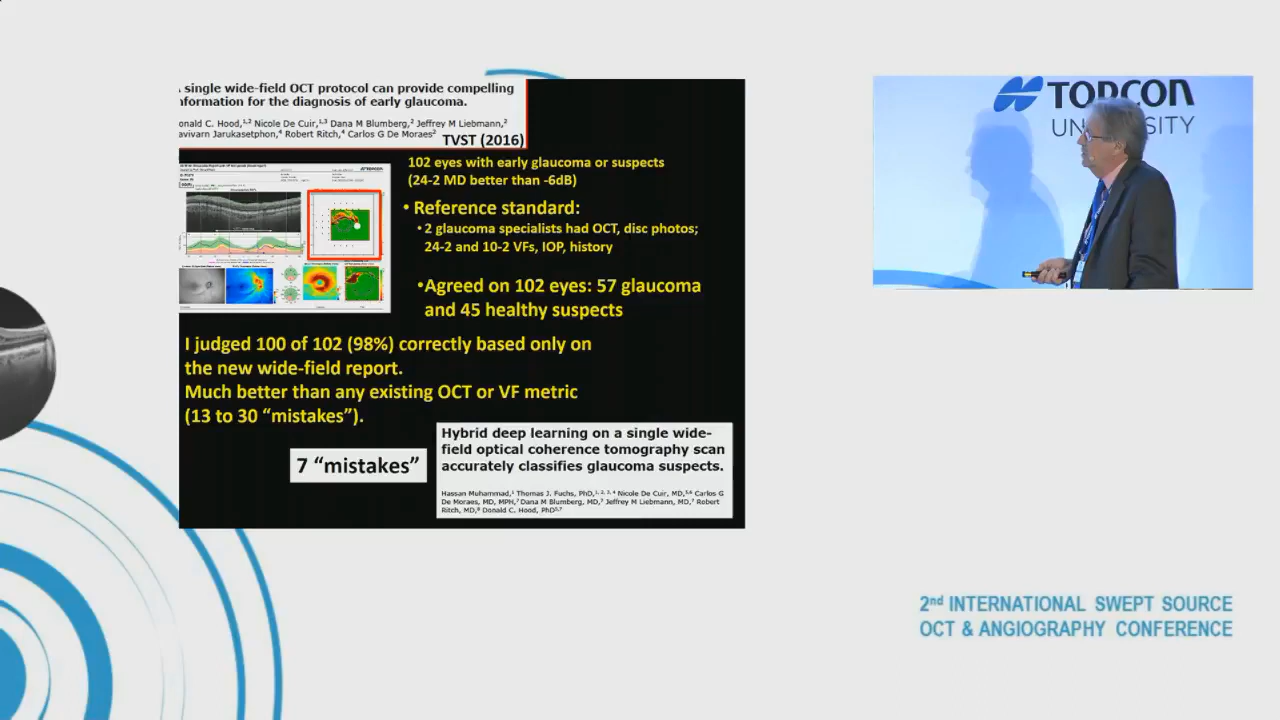 single wide-field OCT protocol can provide compelling
nformation for the diagnosis of early glaucoma.
onald C. Hood,1,2 Nicole De Cuir,1,3 Dana M Blumberg,2 Jeffrey M Liebmann,2
avivarn Jarukasetphon,4 Robert Ritch,4 Carlos G De Moraes2
TVST (2016)
TOPCON
102 eyes with early glaucoma or suspects
(24-2 MD better than -6dB)
• Reference standard:
•2 glaucoma specialists had OCT, disc photos;
24-2 and 10-2 VFs, IOP, history
•Agreed on 102 eyes: 57 glaucoma
and 45 healthy suspects
I judged 100 of 102 (98%) correctly based only on
the new wide-field report.
Much better than any existing OCT or VF metric
(13 to 30 “mistakes”).
7 “mistakes”
Hybrid deep learning on a single wide-
field optical coherence tomography scan
accurately classifies glaucoma suspects.
Hassan Muhammad,1 Thomas J. Fuchs, PhD,1, 2, 3, 4 Nicole De Cuir, MD,5,6 Carlos G
De Moraes, MD, MPH,7 Dana M Blumberg, MD,7 Jeffrey M Liebmann, MD,7 Robert
Ritch, MD,8 Donald C. Hood, PhD5,7
TOPCON
UNIVERSITY
2nd INTERNATIONAL SWEPT SOURCE
OCT & ANGIOGRAPHY CONFERENCE